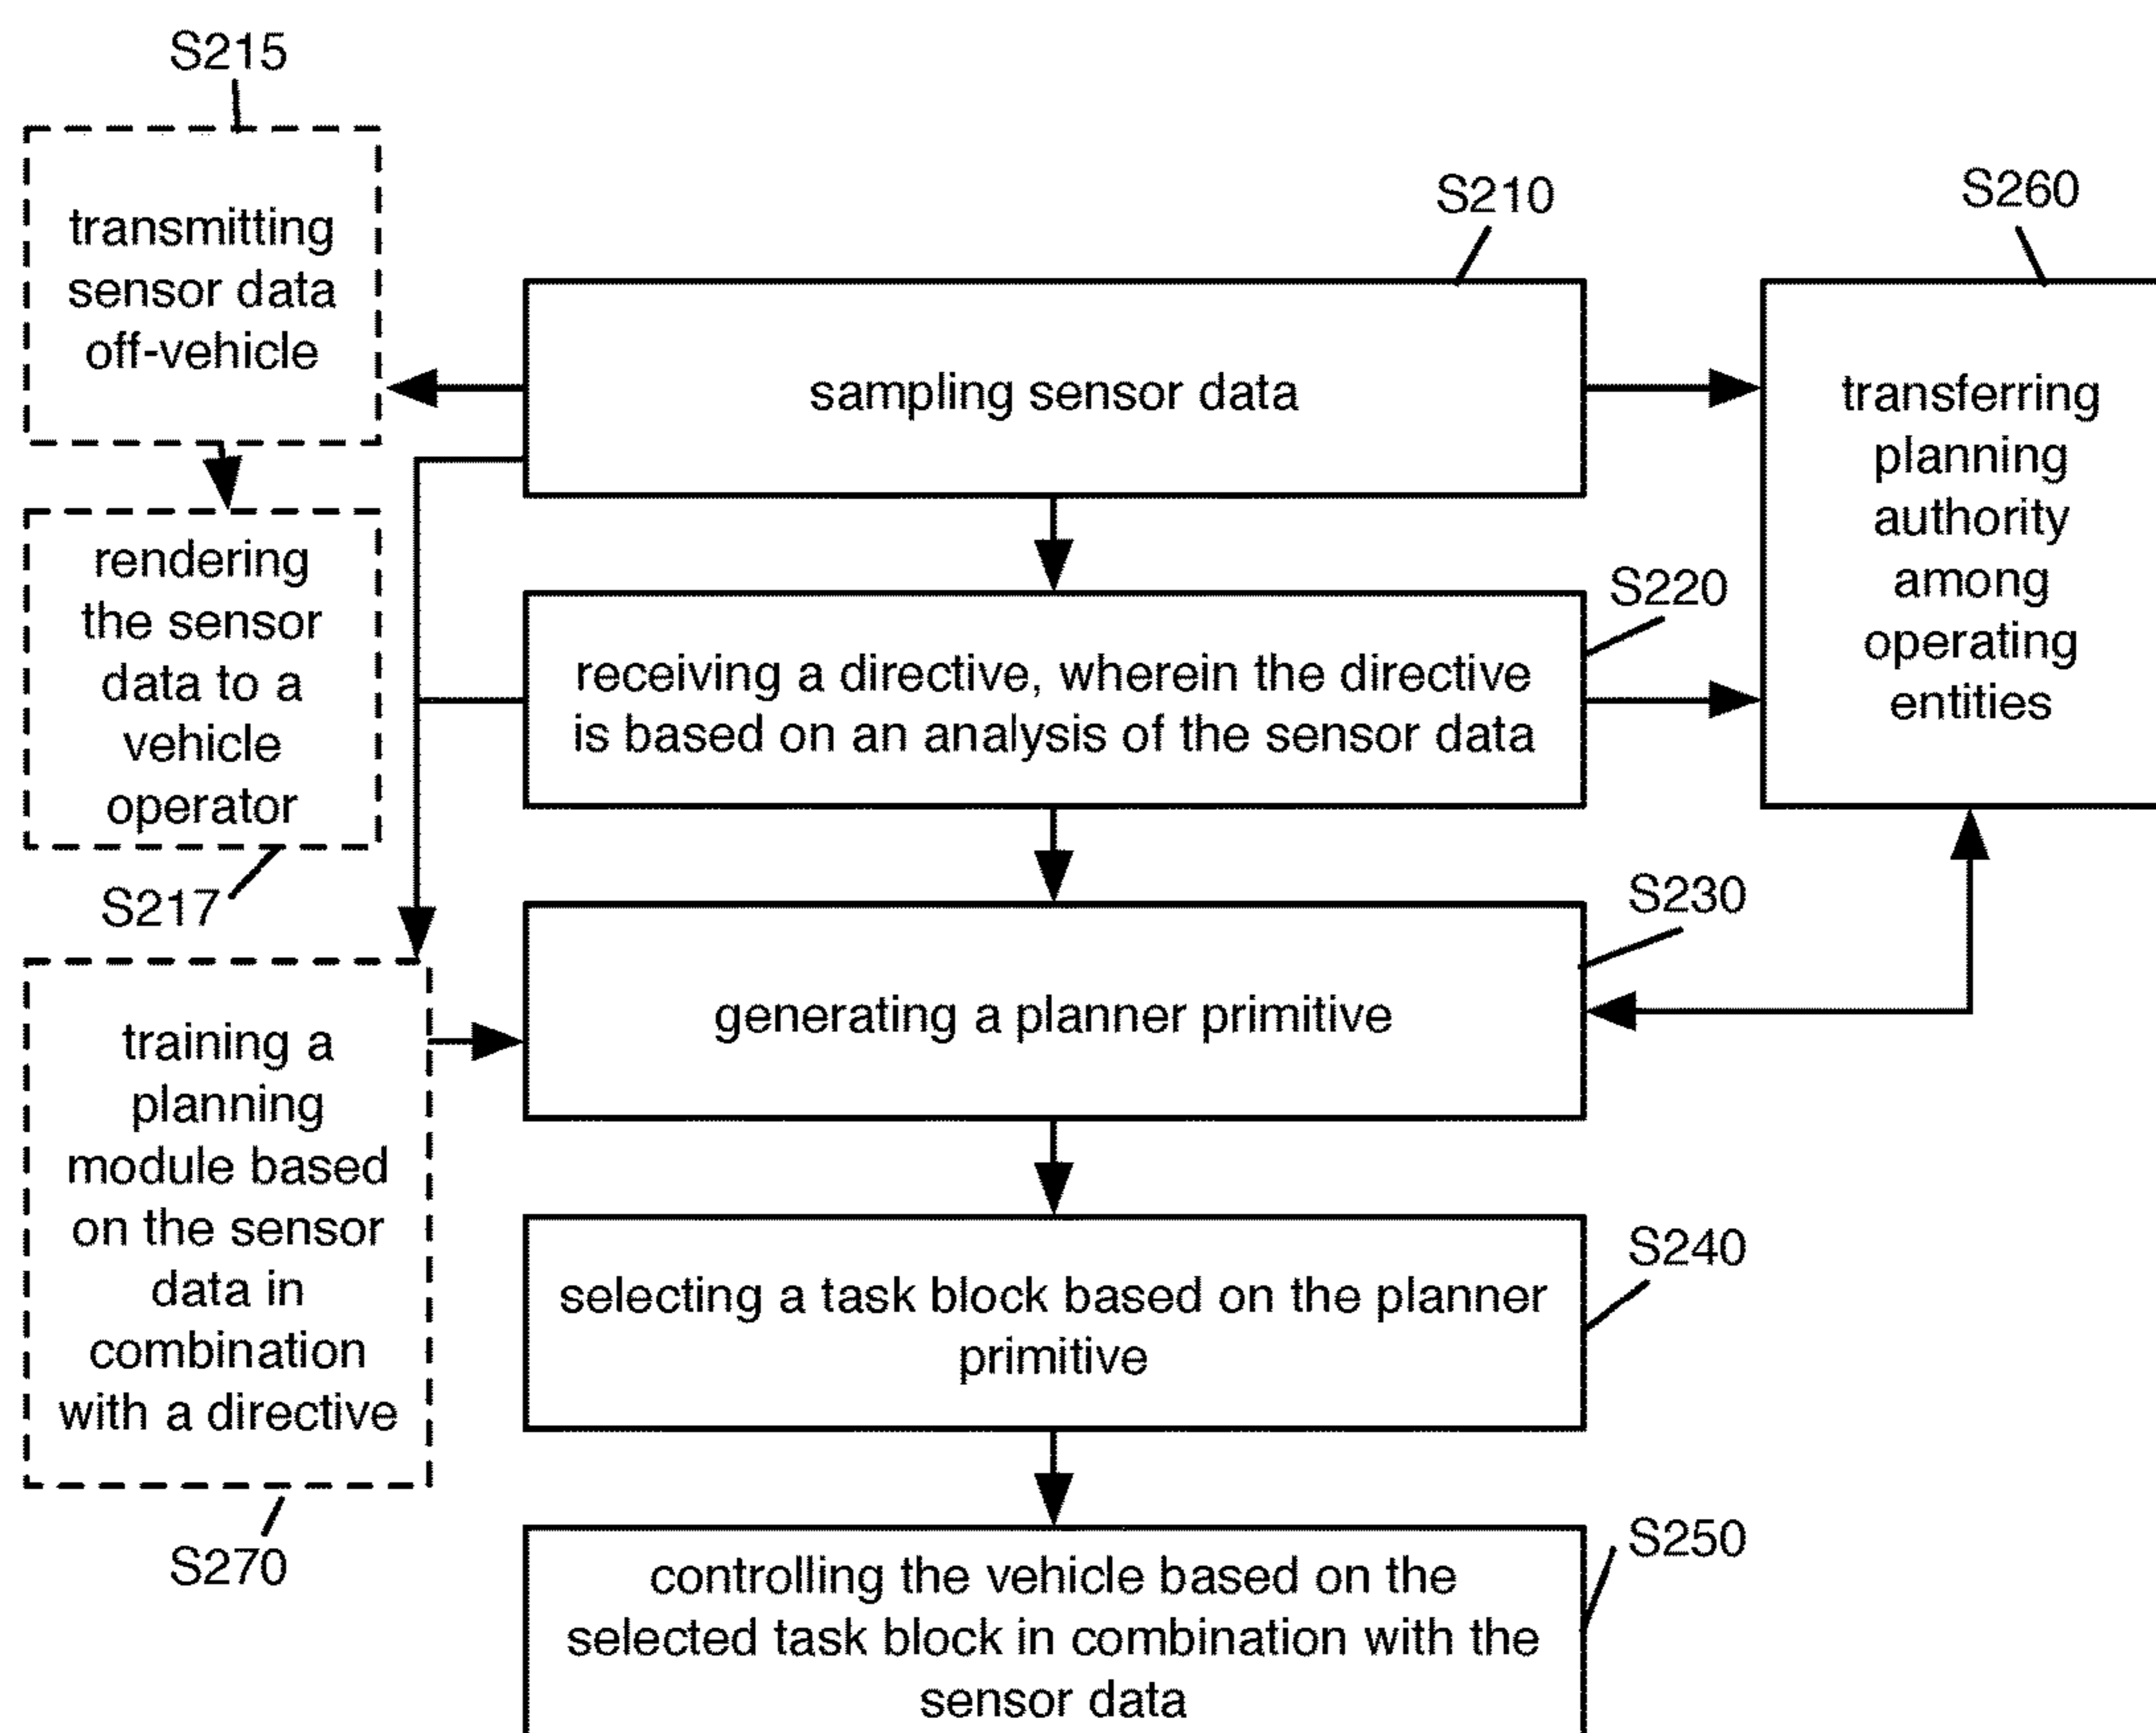 S215
transmitting
sensor data
off-vehicle
S210
sampling sensor data
S260
transferring
planning
authority
among
operating
entities
rendering
the sensor
data to a
vehicle
operator
S217
S220
receiving a directive, wherein the directive
is based on an analysis of the sensor data
S230
generating a planner primitive
training a
planning
module based
on the sensor
data in
combination
with a directive
S270
S240
selecting a task block based on the planner
primitive
S250
controlling the vehicle based on the
selected task block in combination with the
sensor data